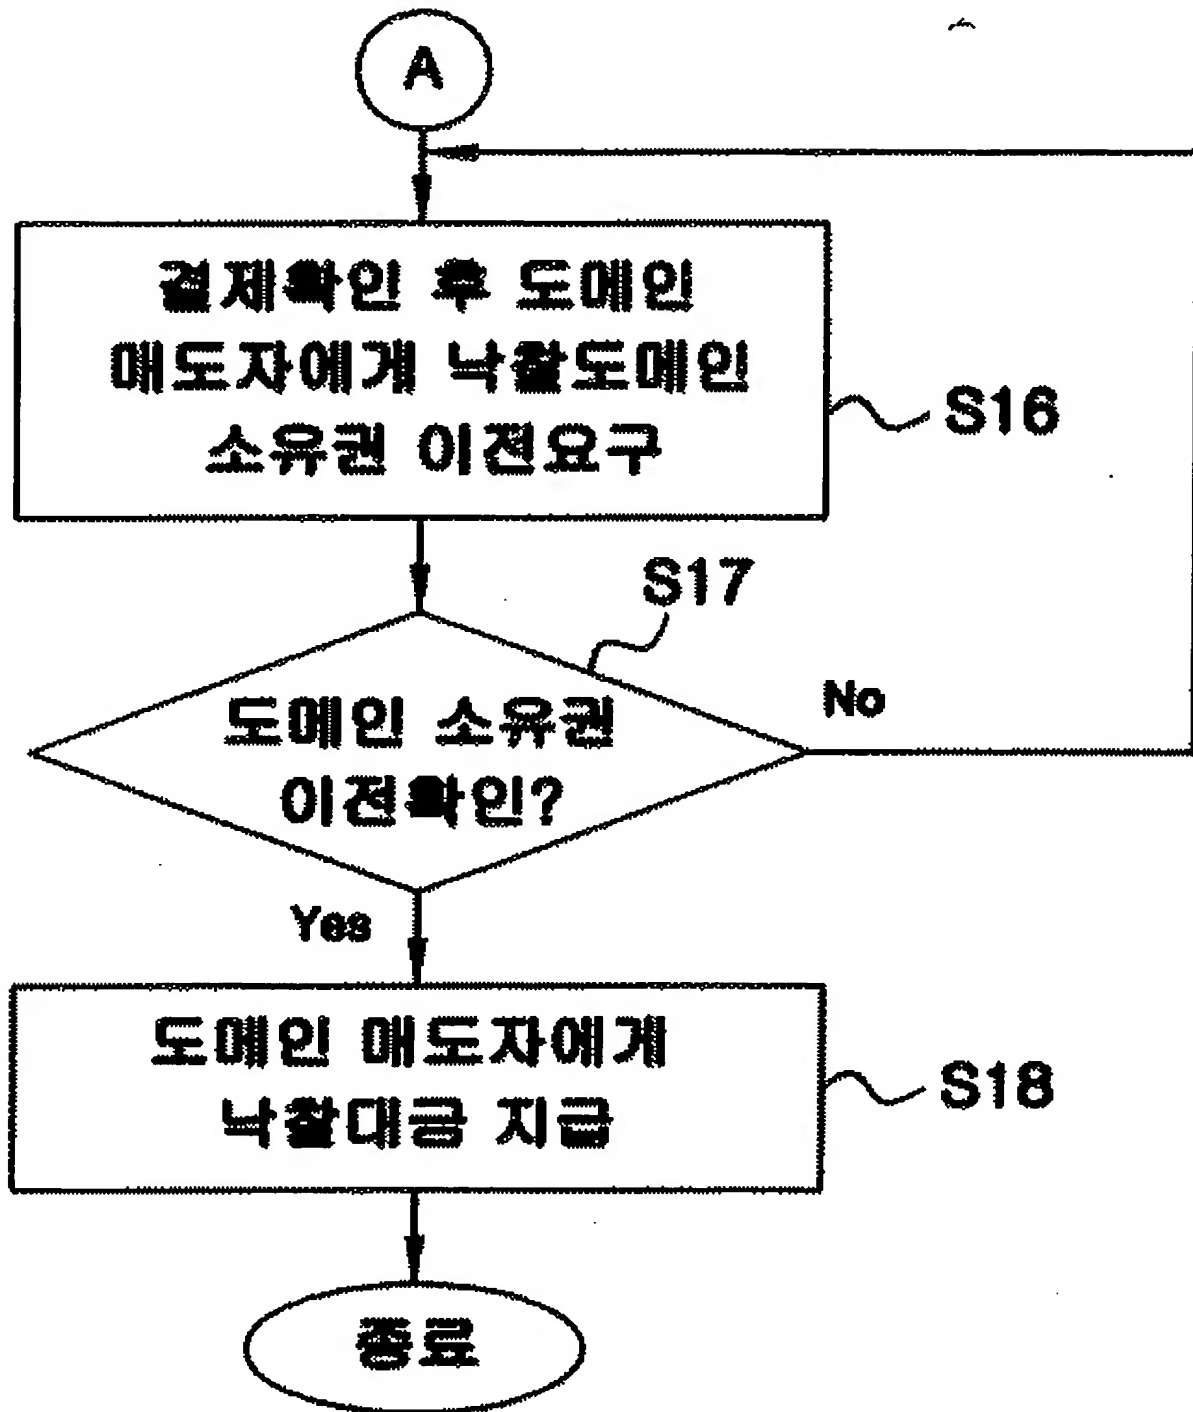 A
결제확인 후 도메인
매도자에게 낙찰도메인
소유권 이전요구
S16
S17
도메인 소유권
이전확인?
No
Yes
도메인 매도자에게
낙찰대금 지급
S18
종료